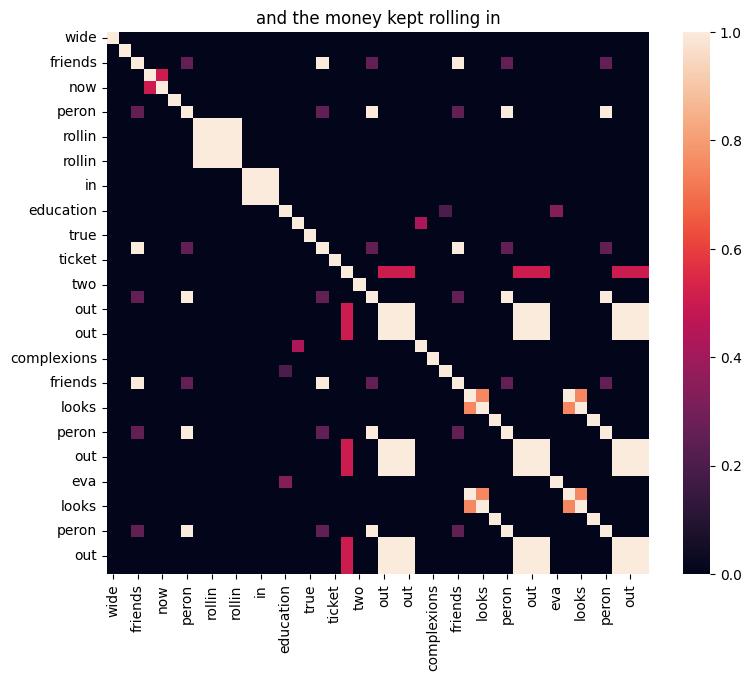 and the money kept rolling in
wide
friends
now
peron
rollin
rollin
in
education
true
ticket
two
out
out
complexions
friends
looks
peron
out
eva
looks
peron
out
wide
friends
now
peron
rollin
rollin
in
education
true
ticket
two
out
out
complexions
friends
looks
peron
out
eva
looks
peron
out
1.0
0.8
0.6
0.4
0.2
0.0